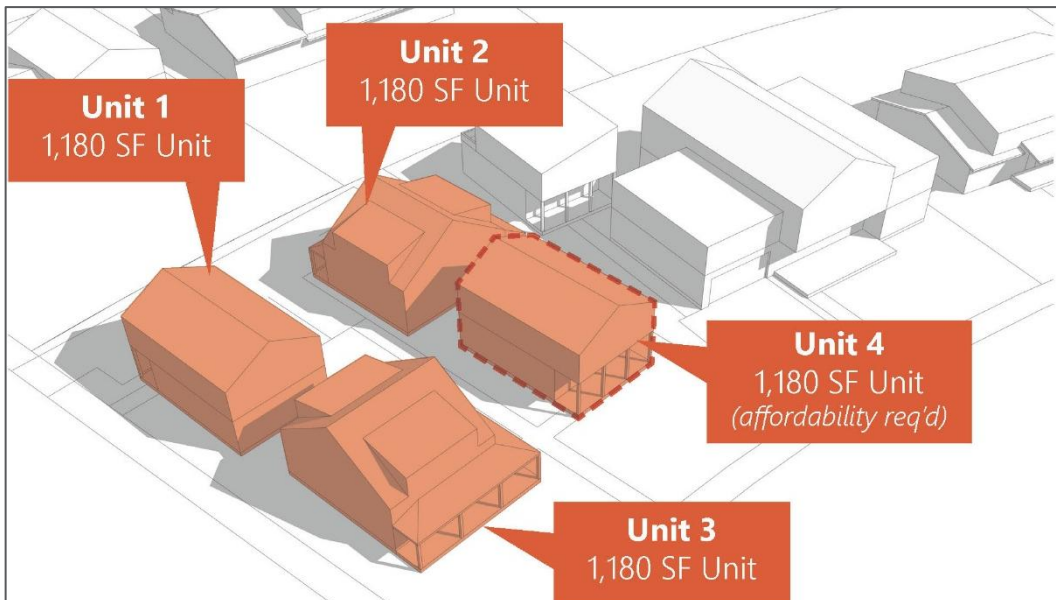 Unit 1
1,180 SF Unit
Unit 2
1,180 SF Unit
Unit 4
1,180 SF Unit
(affordability req'd)
Unit 3
1,180 SF Unit